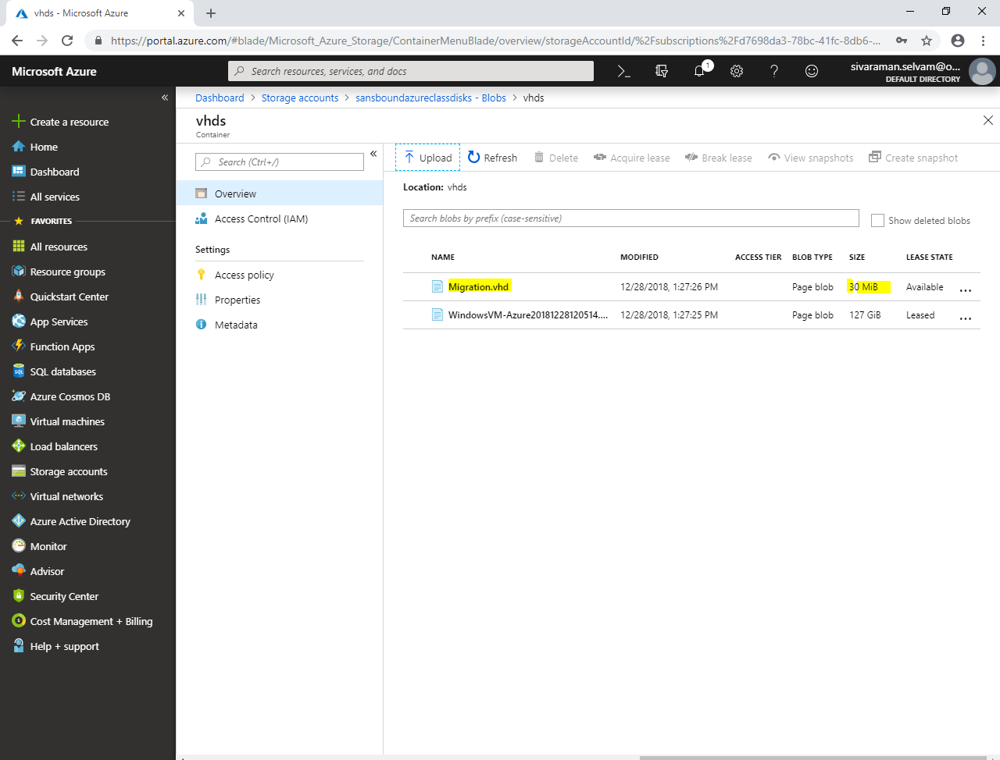 vhds - Microsoft Azure
https://portal.azure.com/#blade/Microsoft_Azure_Storage/ContainerMenuBlade/overview/storageAccountId/%2Fsubscriptions%2Fd7698da3-78bc-41fc-8db6-...
Microsoft Azure
Search resources, services, and docs
1
sivaraman.selvam@o...
DEFAULT DIRECTORY
Dashboard > Storage accounts > sansboundazureclassdisks - Blobs > vhds
Create a resource
Home
Dashboard
All services
FAVORITES
All resources
Resource groups
Quickstart Center
App Services
Function Apps
SQL databases
Azure Cosmos DB
Virtual machines
Load balancers
Storage accounts
Virtual networks
Azure Active Directory
Monitor
Advisor
Security Center
Cost Management + Billing
Help + support
vhds
Container
Search (Ctrl+/)
Overview
Access Control (IAM)
Settings
Access policy
Properties
Metadata
Upload Refresh Delete Acquire lease Break lease View snapshots Create snapshot
Location: vhds
Search blobs by prefix (case-sensitive)
Show deleted blobs
NAME MODIFIED ACCESS TIER BLOB TYPE SIZE LEASE STATE
Migration.vhd 12/28/2018, 1:27:26 PM Page blob 30 MiB Available ...
WindowsVM-Azure20181228120514.... 12/28/2018, 1:27:25 PM Page blob 127 GiB Leased ...